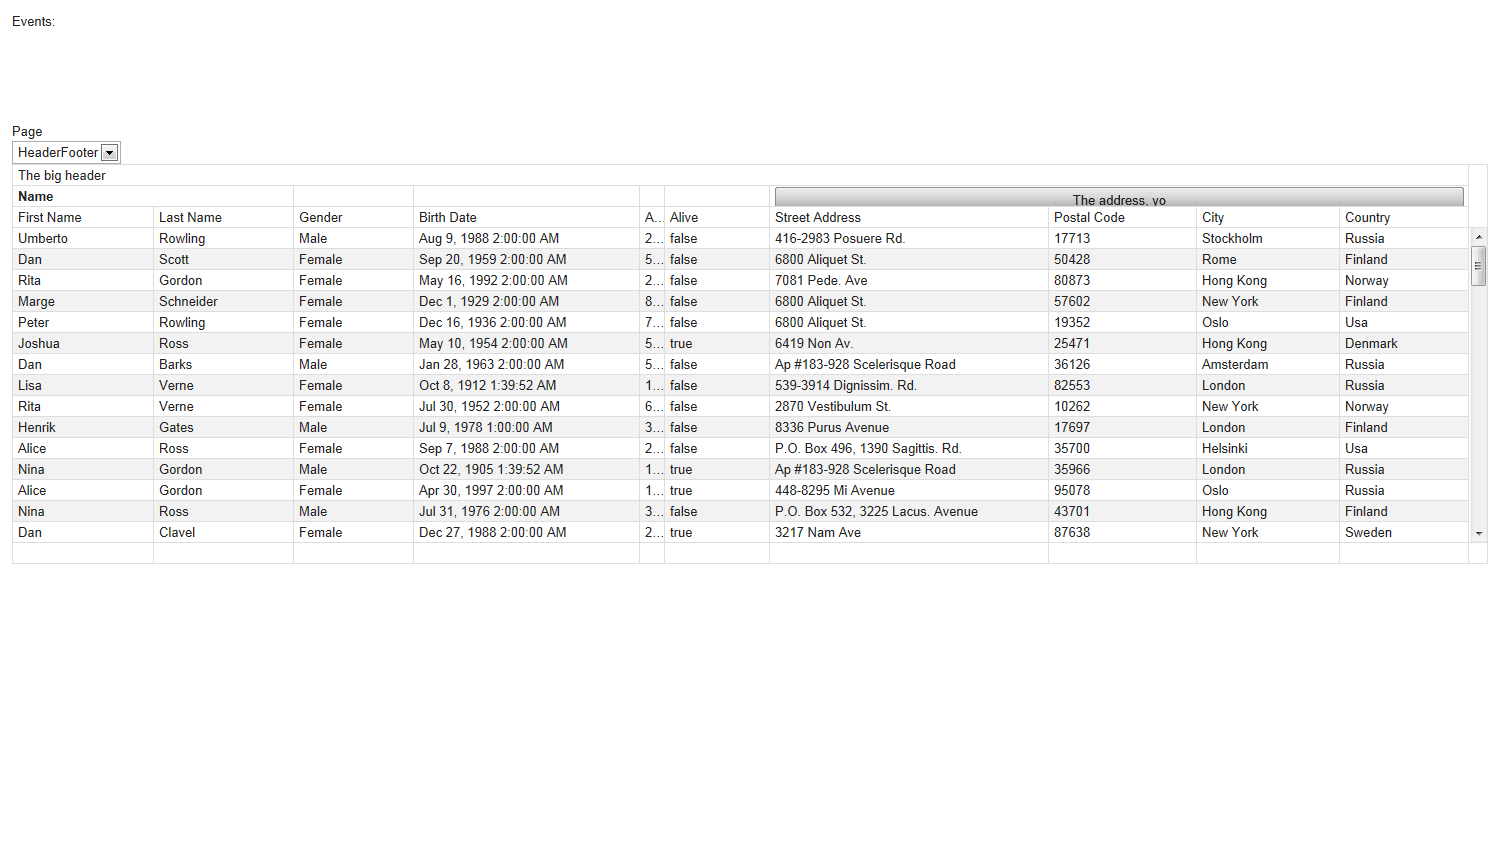 Events:
Page
HeaderFooter
The big header
Name The address, yo
First Name Last Name Gender Birth Date A... Alive Street Address Postal Code City Country
Umberto Rowling Male Aug 9, 1988 2:00:00 AM 2... false 416-2983 Posuere Rd. 17713 Stockholm Russia
Dan Scott Female Sep 20, 1959 2:00:00 AM 5... false 6800 Aliquet St. 50428 Rome Finland
Rita Gordon Female May 16, 1992 2:00:00 AM 2... false 7081 Pede. Ave 80873 Hong Kong Norway
Marge Schneider Female Dec 1, 1929 2:00:00 AM 8... false 6800 Aliquet St. 57602 New York Finland
Peter Rowling Female Dec 16, 1936 2:00:00 AM 7... false 6800 Aliquet St. 19352 Oslo Usa
Joshua Ross Female May 10, 1954 2:00:00 AM 5... true 6419 Non Av. 25471 Hong Kong Denmark
Dan Barks Male Jan 28, 1963 2:00:00 AM 5... false Ap #183-928 Scelerisque Road 36126 Amsterdam Russia
Lisa Verne Female Oct 8, 1912 1:39:52 AM 1... false 539-3914 Dignissim. Rd. 82553 London Russia
Rita Verne Female Jul 30, 1952 2:00:00 AM 6... false 2870 Vestibulum St. 10262 New York Norway
Henrik Gates Male Jul 9, 1978 1:00:00 AM 3... false 8336 Purus Avenue 17697 London Finland
Alice Ross Female Sep 7, 1988 2:00:00 AM 2... false P.O. Box 496, 1390 Sagittis. Rd. 35700 Helsinki Usa
Nina Gordon Male Oct 22, 1905 1:39:52 AM 1... true Ap #183-928 Scelerisque Road 35966 London Russia
Alice Gordon Female Apr 30, 1997 2:00:00 AM 1... true 448-8295 Mi Avenue 95078 Oslo Russia
Nina Ross Male Jul 31, 1976 2:00:00 AM 3... false P.O. Box 532, 3225 Lacus. Avenue 43701 Hong Kong Finland
Dan Clavel Female Dec 27, 1988 2:00:00 AM 2... true 3217 Nam Ave 87638 New York Sweden